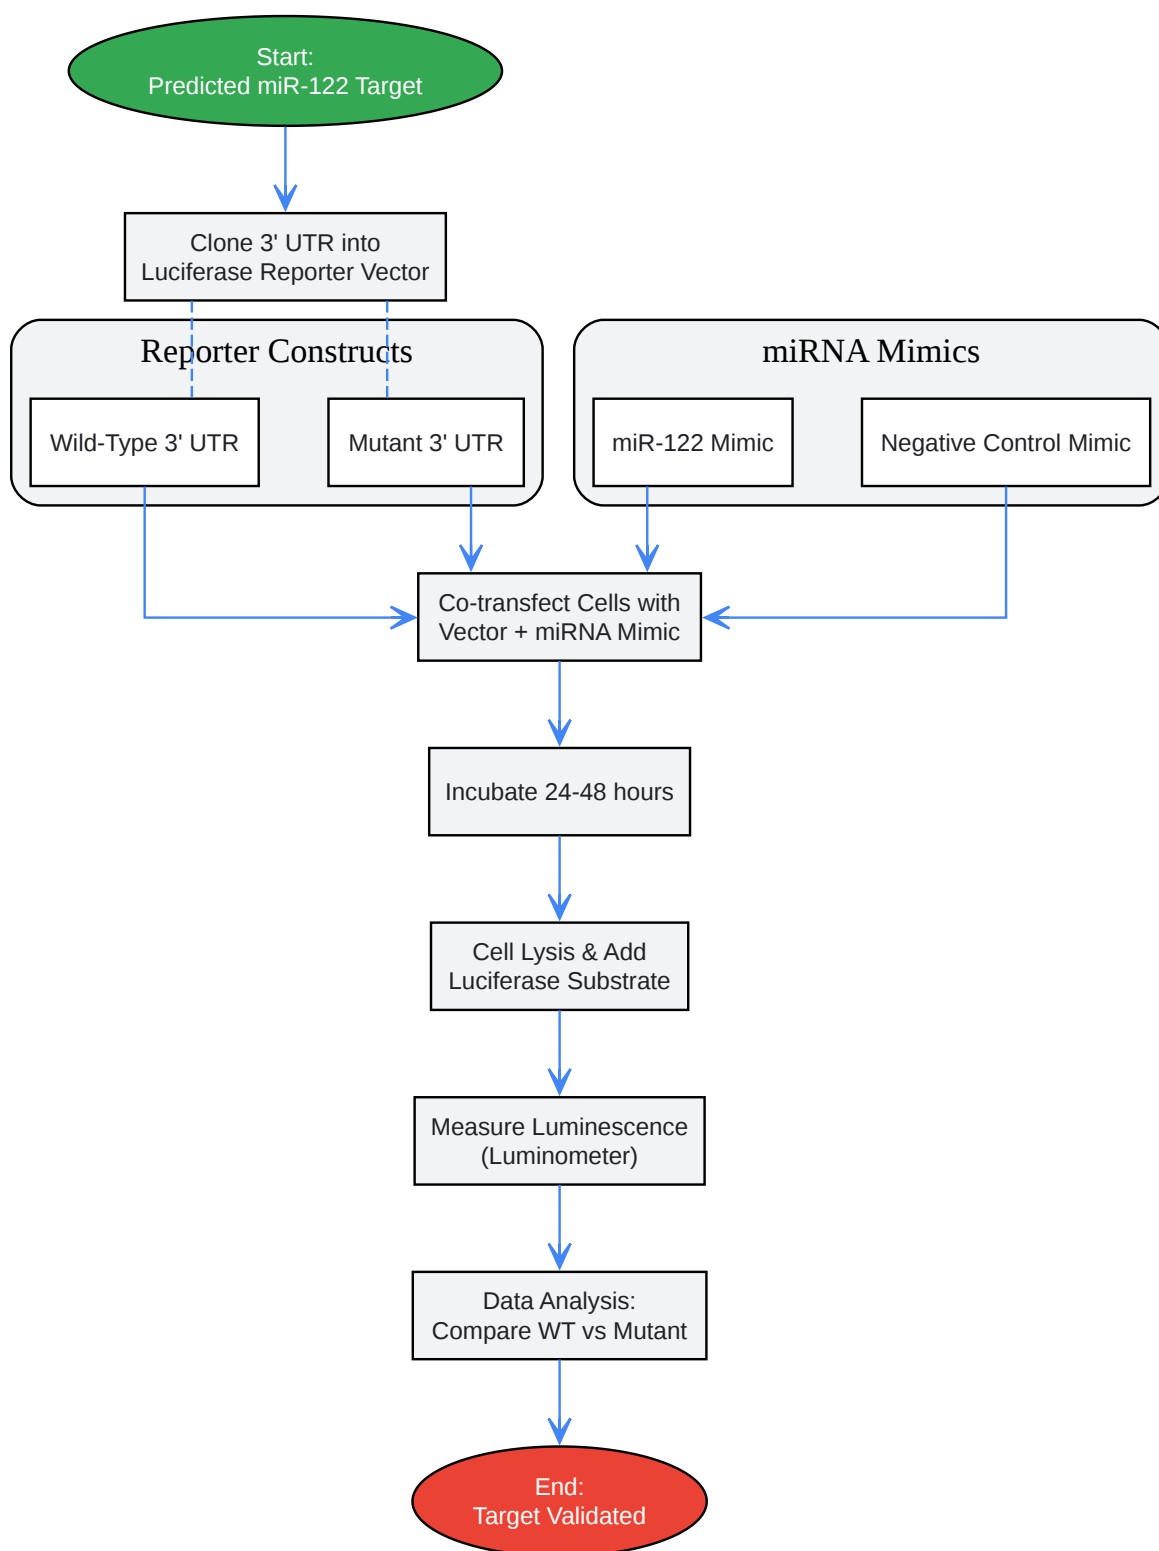 Start:
Predicted miR-122 Target
Clone 3' UTR into
Luciferase Reporter Vector
Reporter Constructs
miRNA Mimics
Wild-Type 3' UTR
Mutant 3' UTR
miR-122 Mimic
Negative Control Mimic
Co-transfect Cells with
Vector + miRNA Mimic
Incubate 24-48 hours
Cell Lysis & Add
Luciferase Substrate
Measure Luminescence
(Luminometer)
Data Analysis:
Compare WT vs Mutant
End:
Target Validated